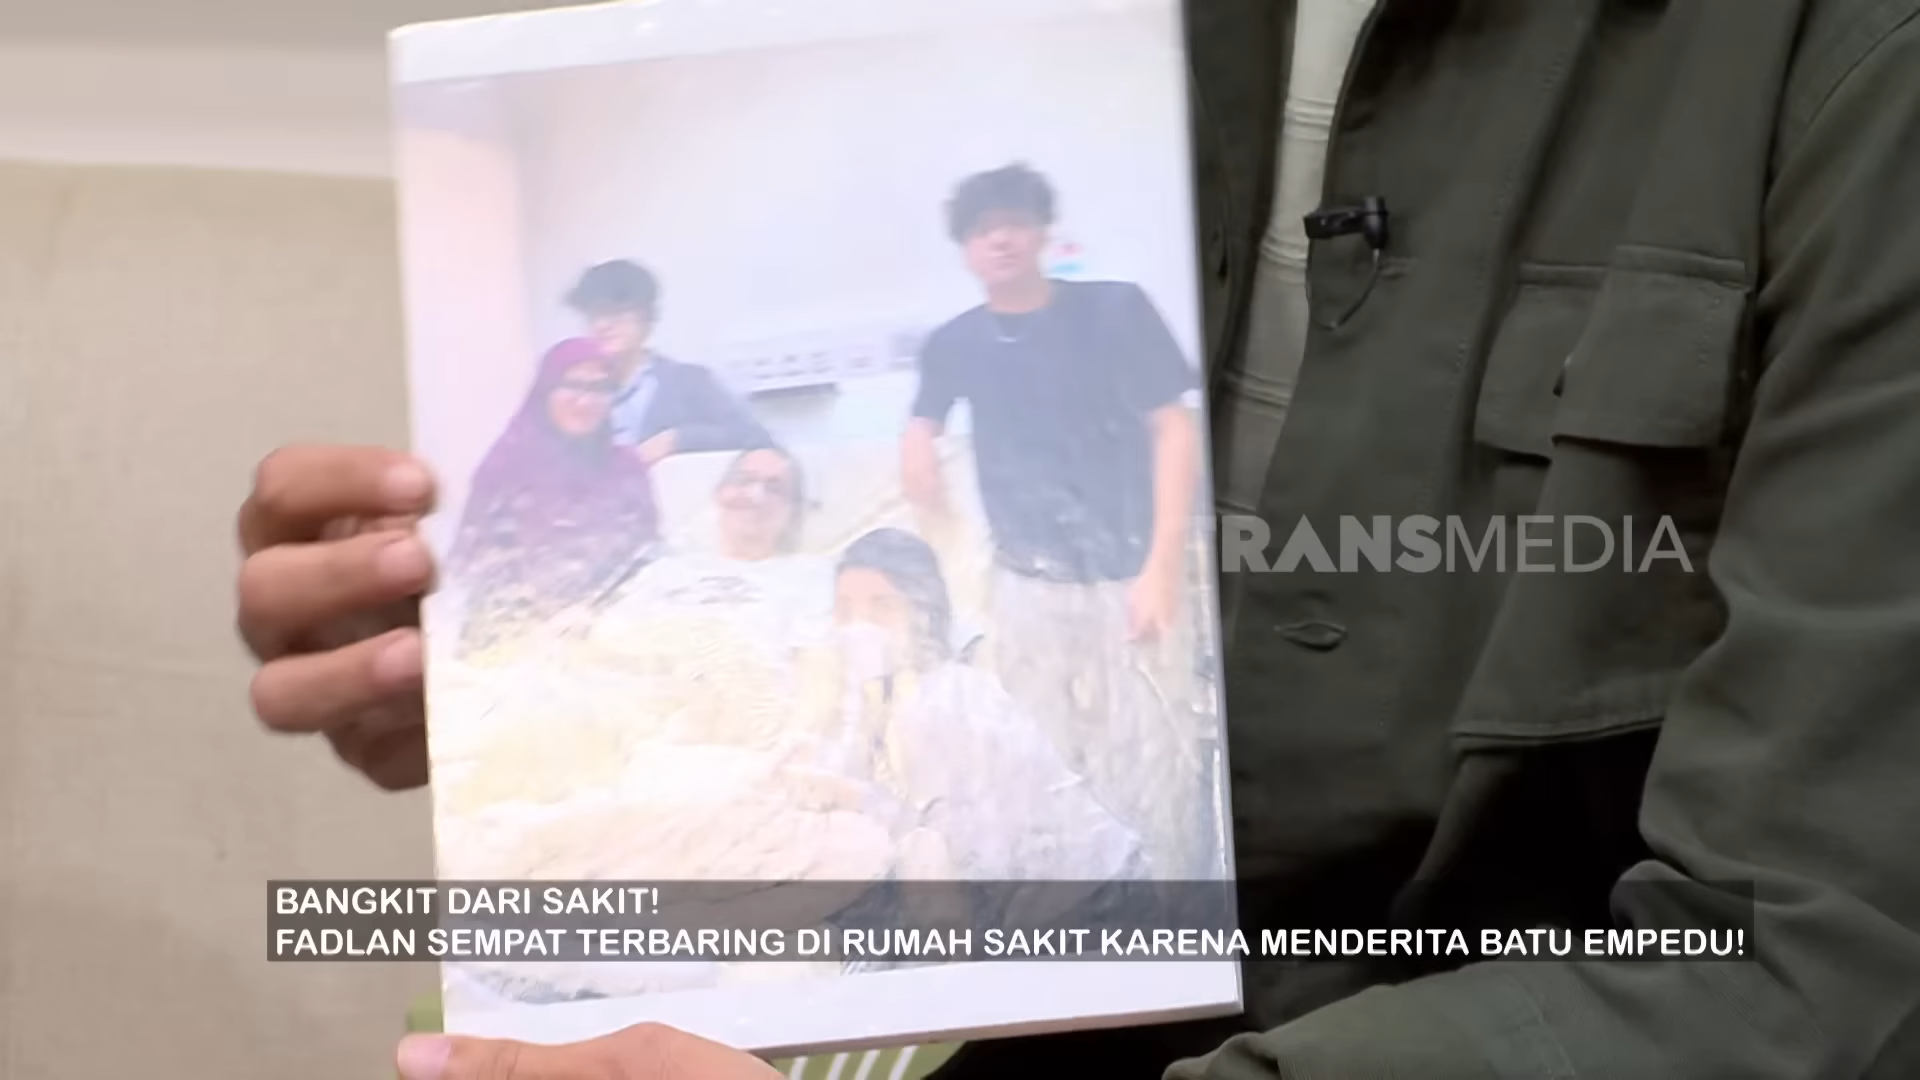 TRANSMEDIA
BANGKIT DARI SAKIT!
FADLAN SEMPAT TERBARING DI RUMAH SAKIT KARENA MENDERITA BATU EMPEDU!